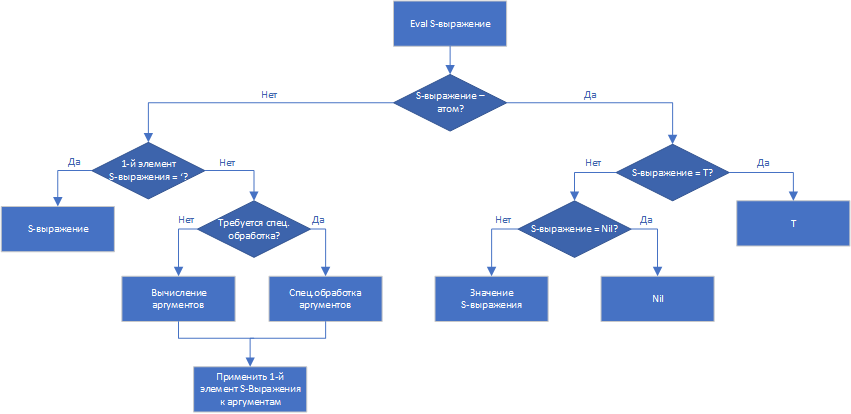 Eval S-выражение
S-выражение –
атом?
Нет
Да
1-й элемент
S-выражения = ‘?
Да
Нет
S-выражение = T?
Нет
Да
S-выражение
Требуется спец.
обработка?
Нет
Да
S-выражение = Nil?
Нет
Да
T
Вычисление
аргументов
Спец.обработка
аргументов
Значение
S-выражения
Nil
Применить 1-й
элемент S-Выражения
к аргументам